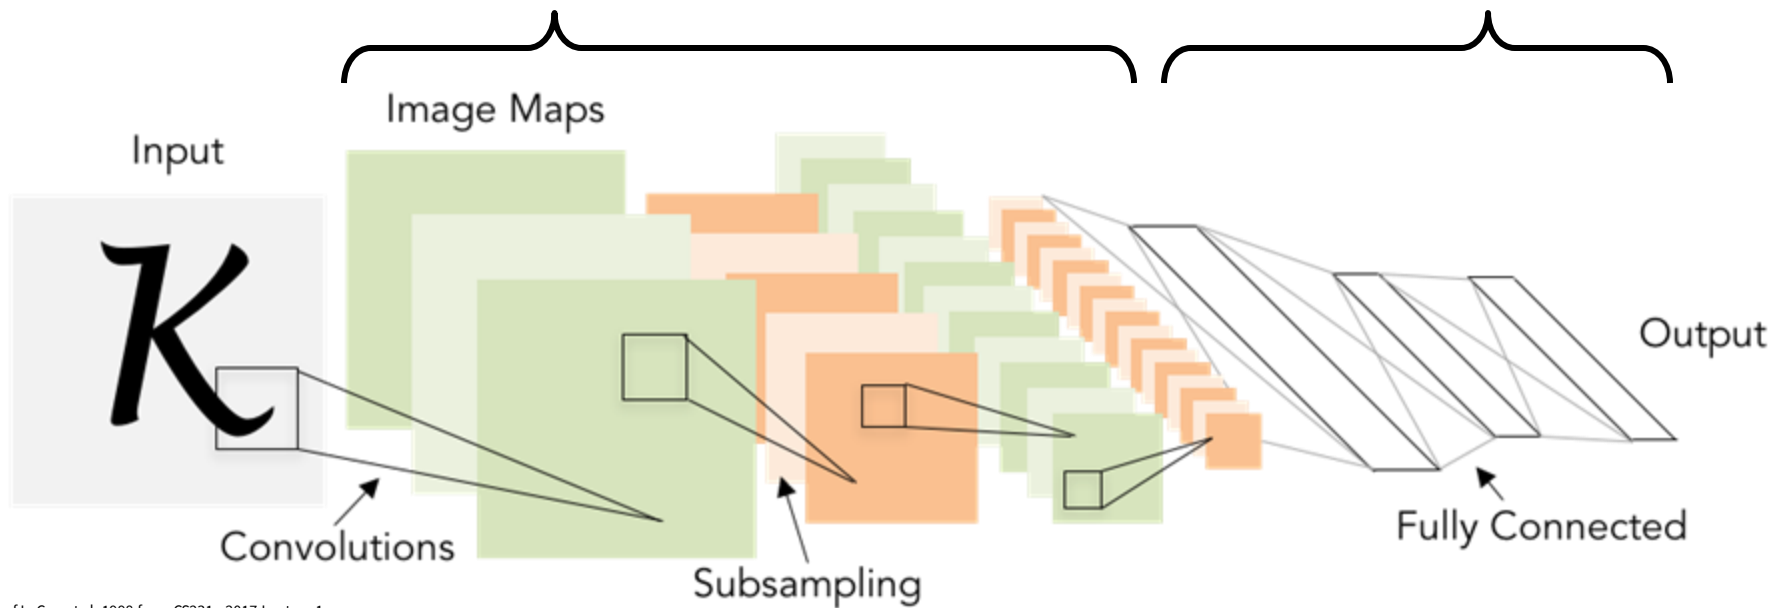 Image Maps
Input
K
Output
Convolutions
Fully Connected
Subsampling